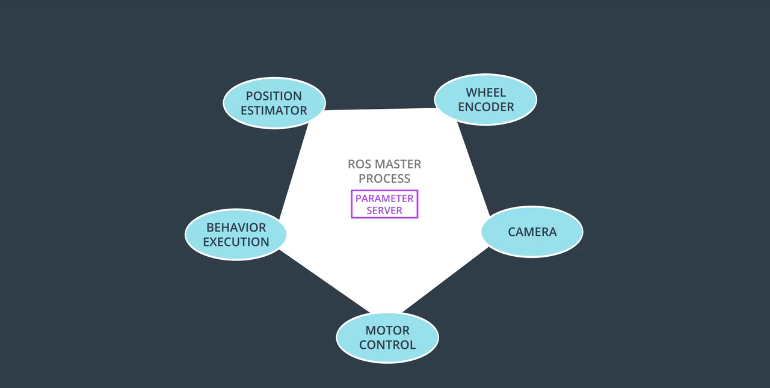 POSITION
ESTIMATOR
WHEEL
ENCODER
ROS MASTER
PROCESS
PARAMETER
SERVER
BEHAVIOR
EXECUTION
CAMERA
MOTOR
CONTROL